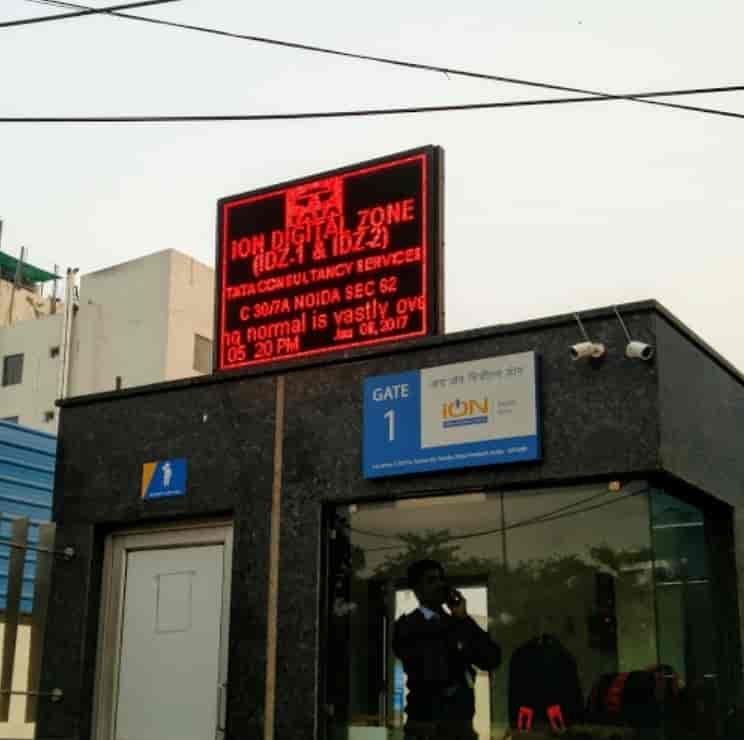 ION DIGITAL ZONE
(IDZ-1 & IDZ-2)
TATA CONSULTANCY SERVICES
C 30/7A NOIDA SEC 62
ng normal is vastly ove
05 20 PM Jan 08, 2017
GATE
1
iON